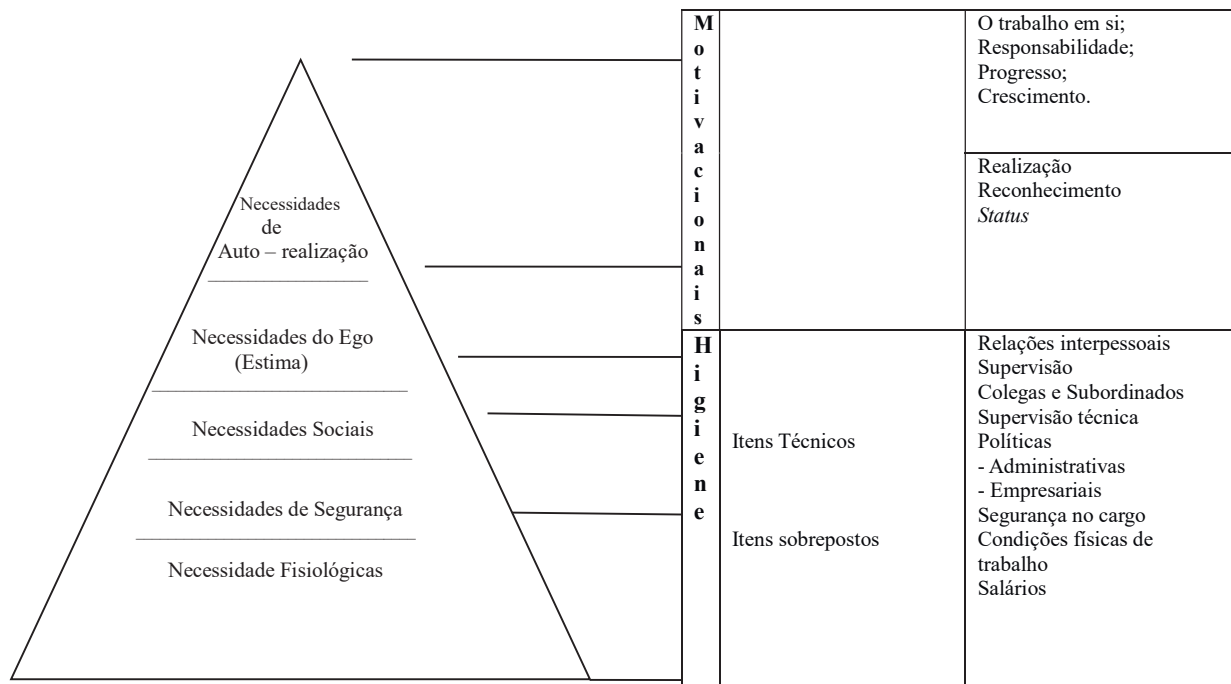 Necessidades
de
Auto – realização
Necessidades do Ego
(Estima)
Necessidades Sociais
Necessidades de Segurança
Necessidade Fisiológicas
Motivacionais
O trabalho em si;
Responsabilidade;
Progresso;
Crescimento.
Realização
Reconhecimento
Status
Higiene
Itens Técnicos
Itens sobrepostos
Relações interpessoais
Supervisão
Colegas e Subordinados
Supervisão técnica
Políticas
- Administrativas
- Empresariais
Segurança no cargo
Condições físicas de
trabalho
Salários